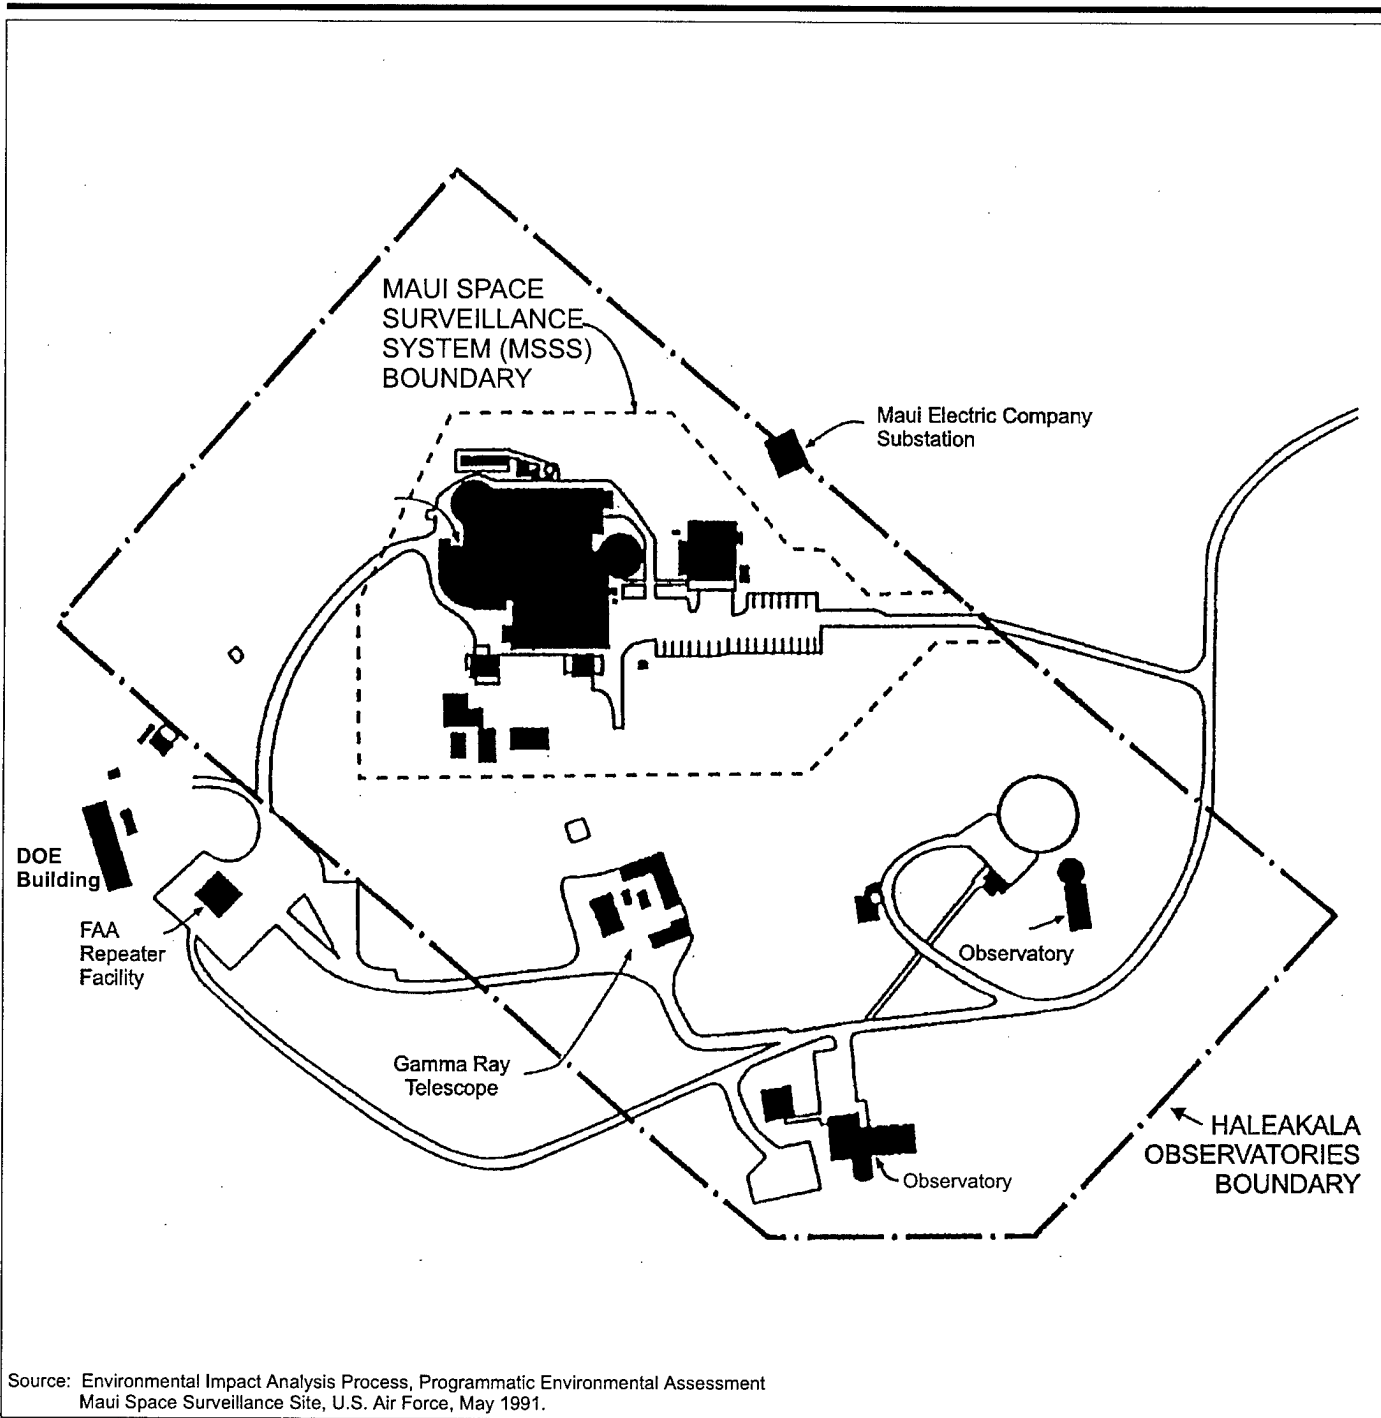 MAUI SPACE
SURVEILLANCE
SYSTEM (MSSS)
BOUNDARY
Maui Electric Company
Substation
DOE
Building
FAA
Repeater
Facility
Observatory
Gamma Ray
Telescope
HALEAKALA
OBSERVATORIES
BOUNDARY
Observatory
Source: Environmental Impact Analysis Process, Programmatic Environmental Assessment
Maui Space Surveillance Site, U.S. Air Force, May 1991.